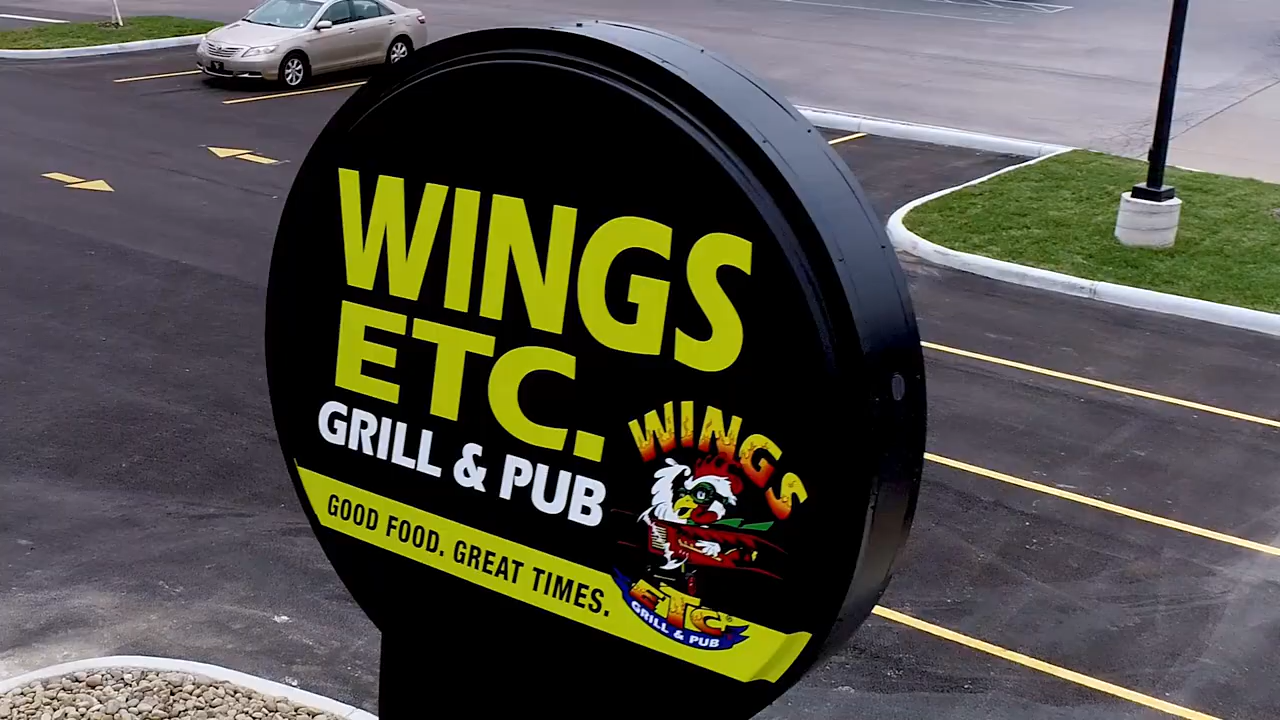 WINGS
ETC.
GRILL & PUB
GOOD FOOD. GREAT TIMES.
WINGS
ETC
GRILL & PUB